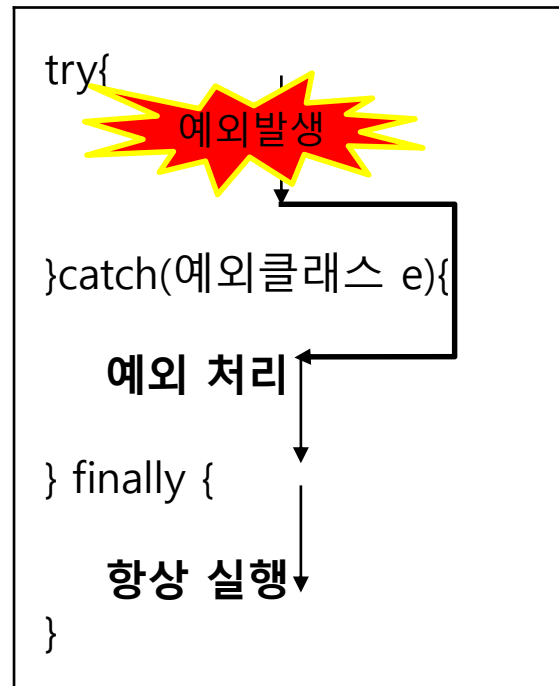 try{
예외발생
}catch(예외클래스 e){
예외 처리
} finally {
항상 실행
}